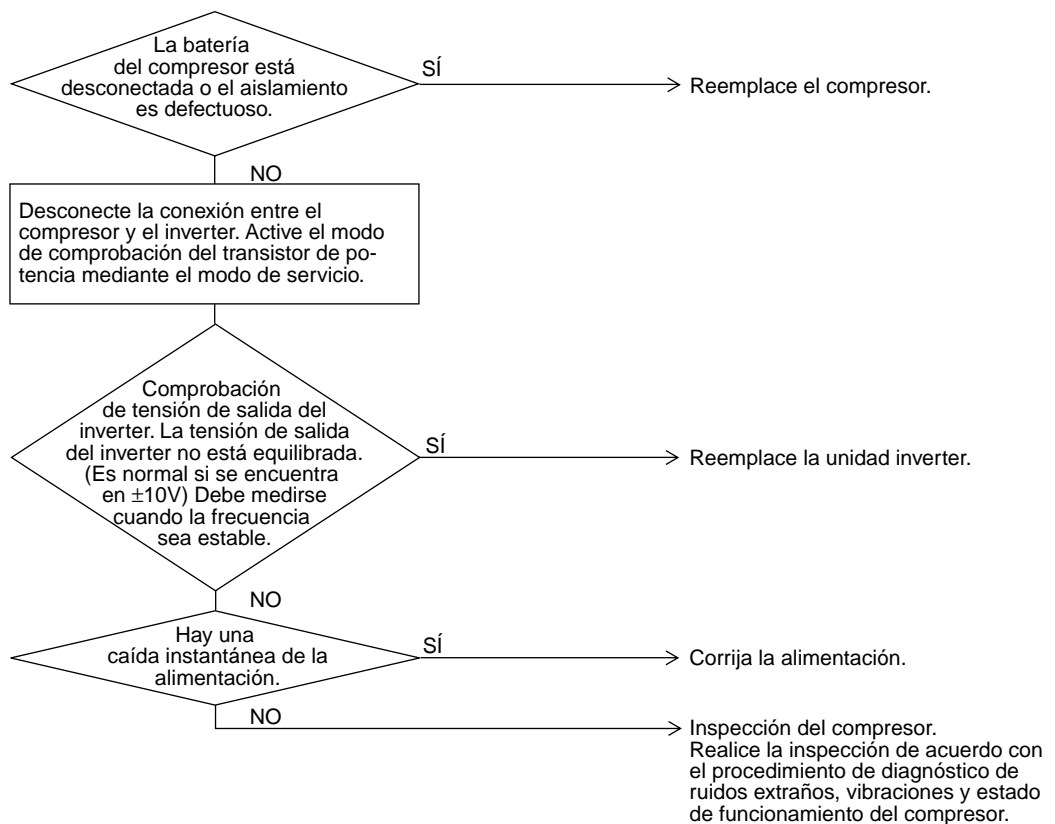 La batería
del compresor está
desconectada o el aislamiento
es defectuoso.
SÍ
Reemplace el compresor.
NO
Desconecte la conexión entre el
compresor y el inverter. Active el modo
de comprobación del transistor de po-
tencia mediante el modo de servicio.
Comprobación
de tensión de salida del
inverter. La tensión de salida
del inverter no está equilibrada.
(Es normal si se encuentra
en ±10V) Debe medirse
cuando la frecuencia
sea estable.
SÍ
Reemplace la unidad inverter.
NO
Hay una
caída instantánea de la
alimentación.
SÍ
Corrija la alimentación.
NO
Inspección del compresor.
Realice la inspección de acuerdo con
el procedimiento de diagnóstico de
ruidos extraños, vibraciones y estado
de funcionamiento del compresor.